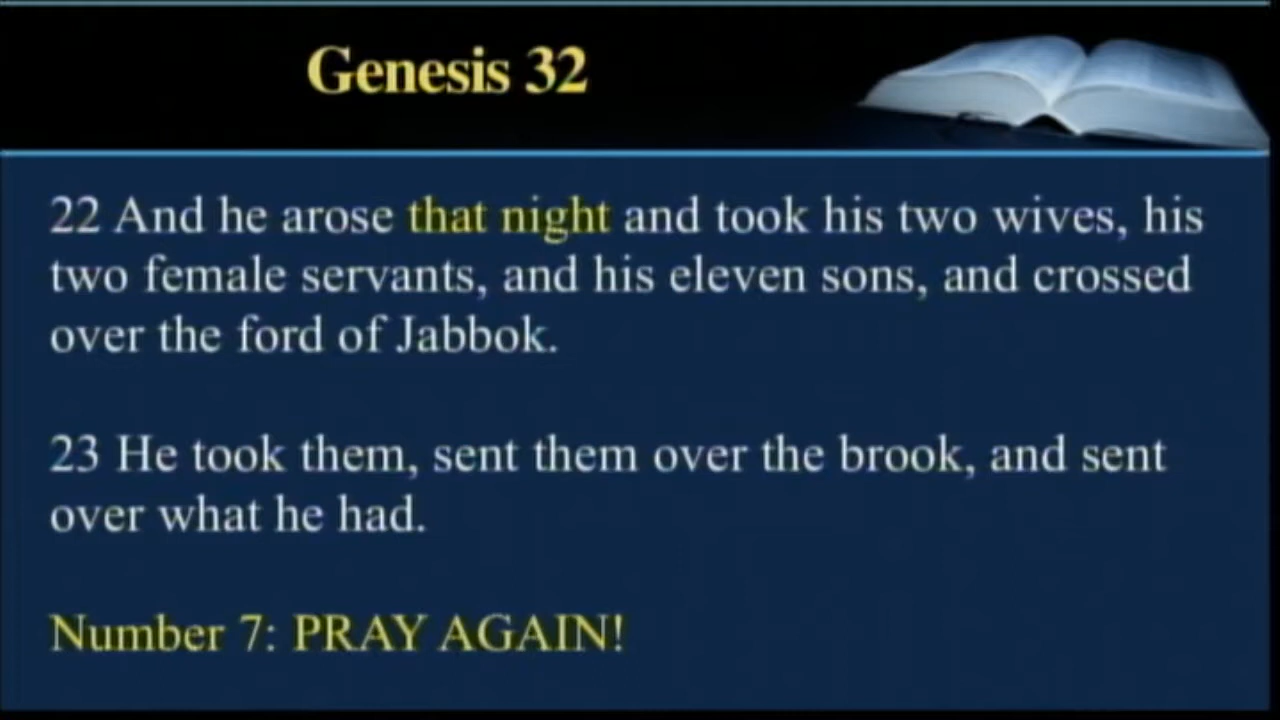 Genesis 32
22 And he arose that night and took his two wives, his
two female servants, and his eleven sons, and crossed
over the ford of Jabbok.
23 He took them, sent them over the brook, and sent
over what he had.
Number 7: PRAY AGAIN!